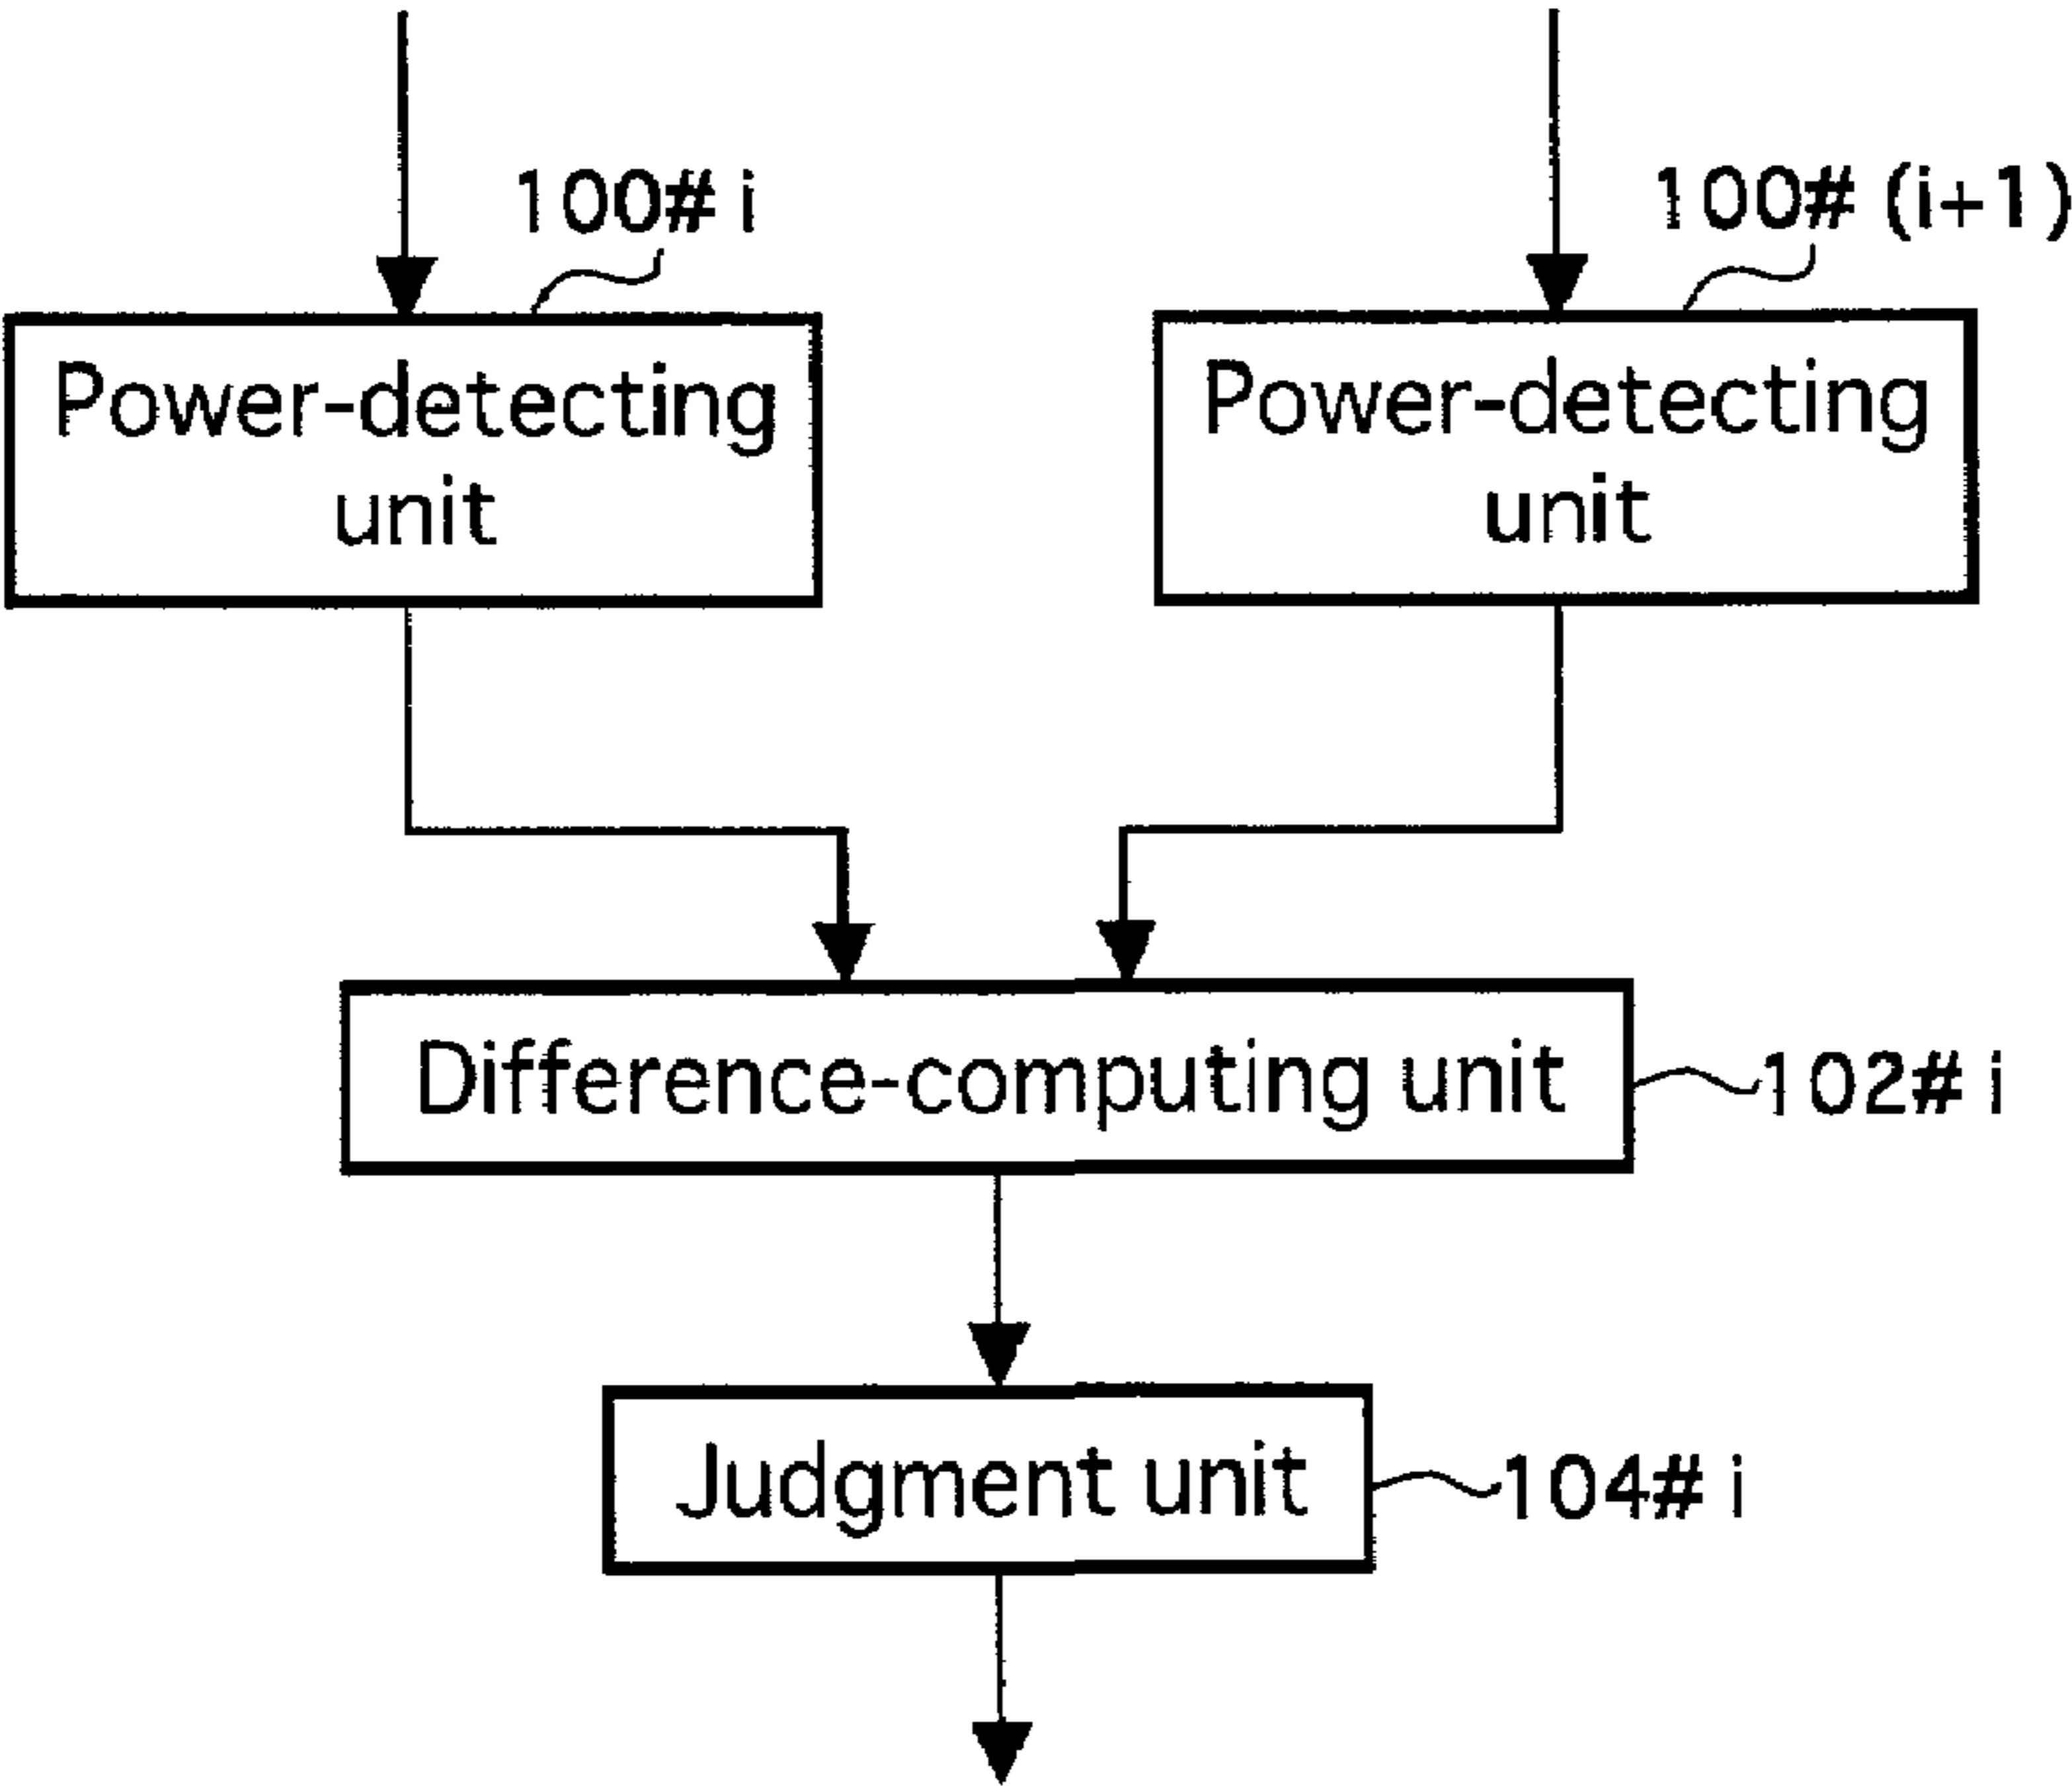 100# i
100# (i+1)
Power-detecting
unit
Power-detecting
unit
Difference-computing unit
102# i
Judgment unit
104# i